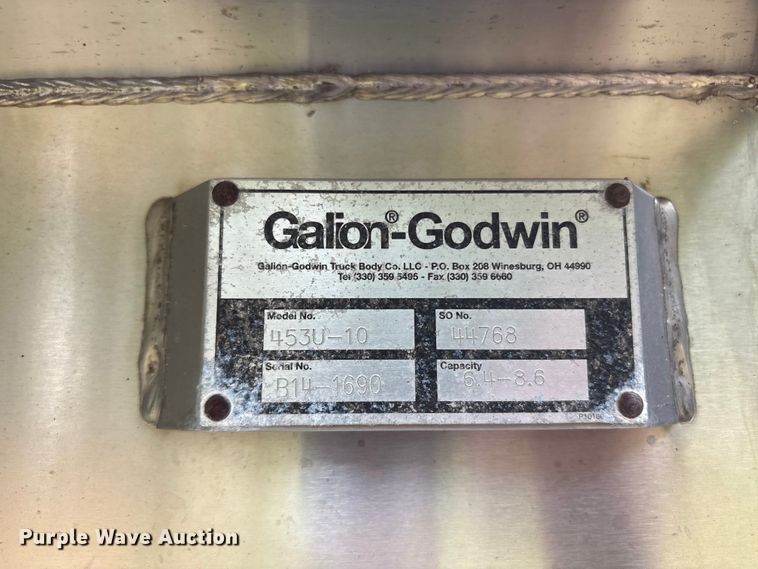 Galion®-Godwin®
Galion-Godwin Truck Body Co. LLC - P.O. Box 208 Winesburg, OH 44990
Tel (330) 359 5495 - Fax (330) 359 6660
Model No. SO No.
453U-10 44768
Serial No. Capacity
B14-1690 6.4-8.6
Purple Wave Auction